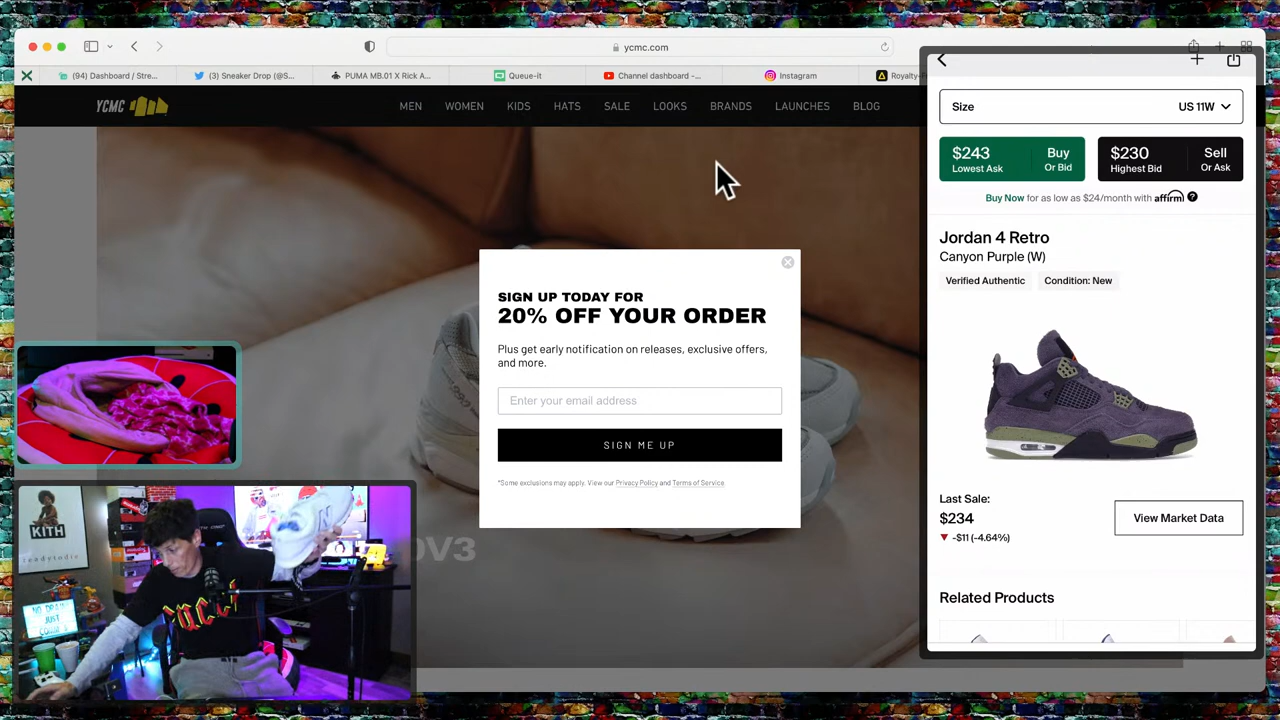 ycmc.com
(94) Dashboard / Stre...
(3) Sneaker Drop (@S...
PUMA MB.01 X Rick A...
Queue-it
Channel dashboard -...
Instagram
Royalty-F
YCMC
MEN
WOMEN
KIDS
HATS
SALE
LOOKS
BRANDS
LAUNCHES
BLOG
SIGN UP TODAY FOR
20% OFF YOUR ORDER
Plus get early notification on releases, exclusive offers,
and more.
Enter your email address
SIGN ME UP
*Some exclusions may apply. View our Privacy Policy and Terms of Service
0V3
KITH
NO DRAMA
JUST
Size
US 11W
$243
Lowest Ask
Buy
Or Bid
$230
Highest Bid
Sell
Or Ask
Buy Now for as low as $24/month with affirm
Jordan 4 Retro
Canyon Purple (W)
Verified Authentic
Condition: New
Last Sale:
$234
-$11 (-4.64%)
View Market Data
Related Products